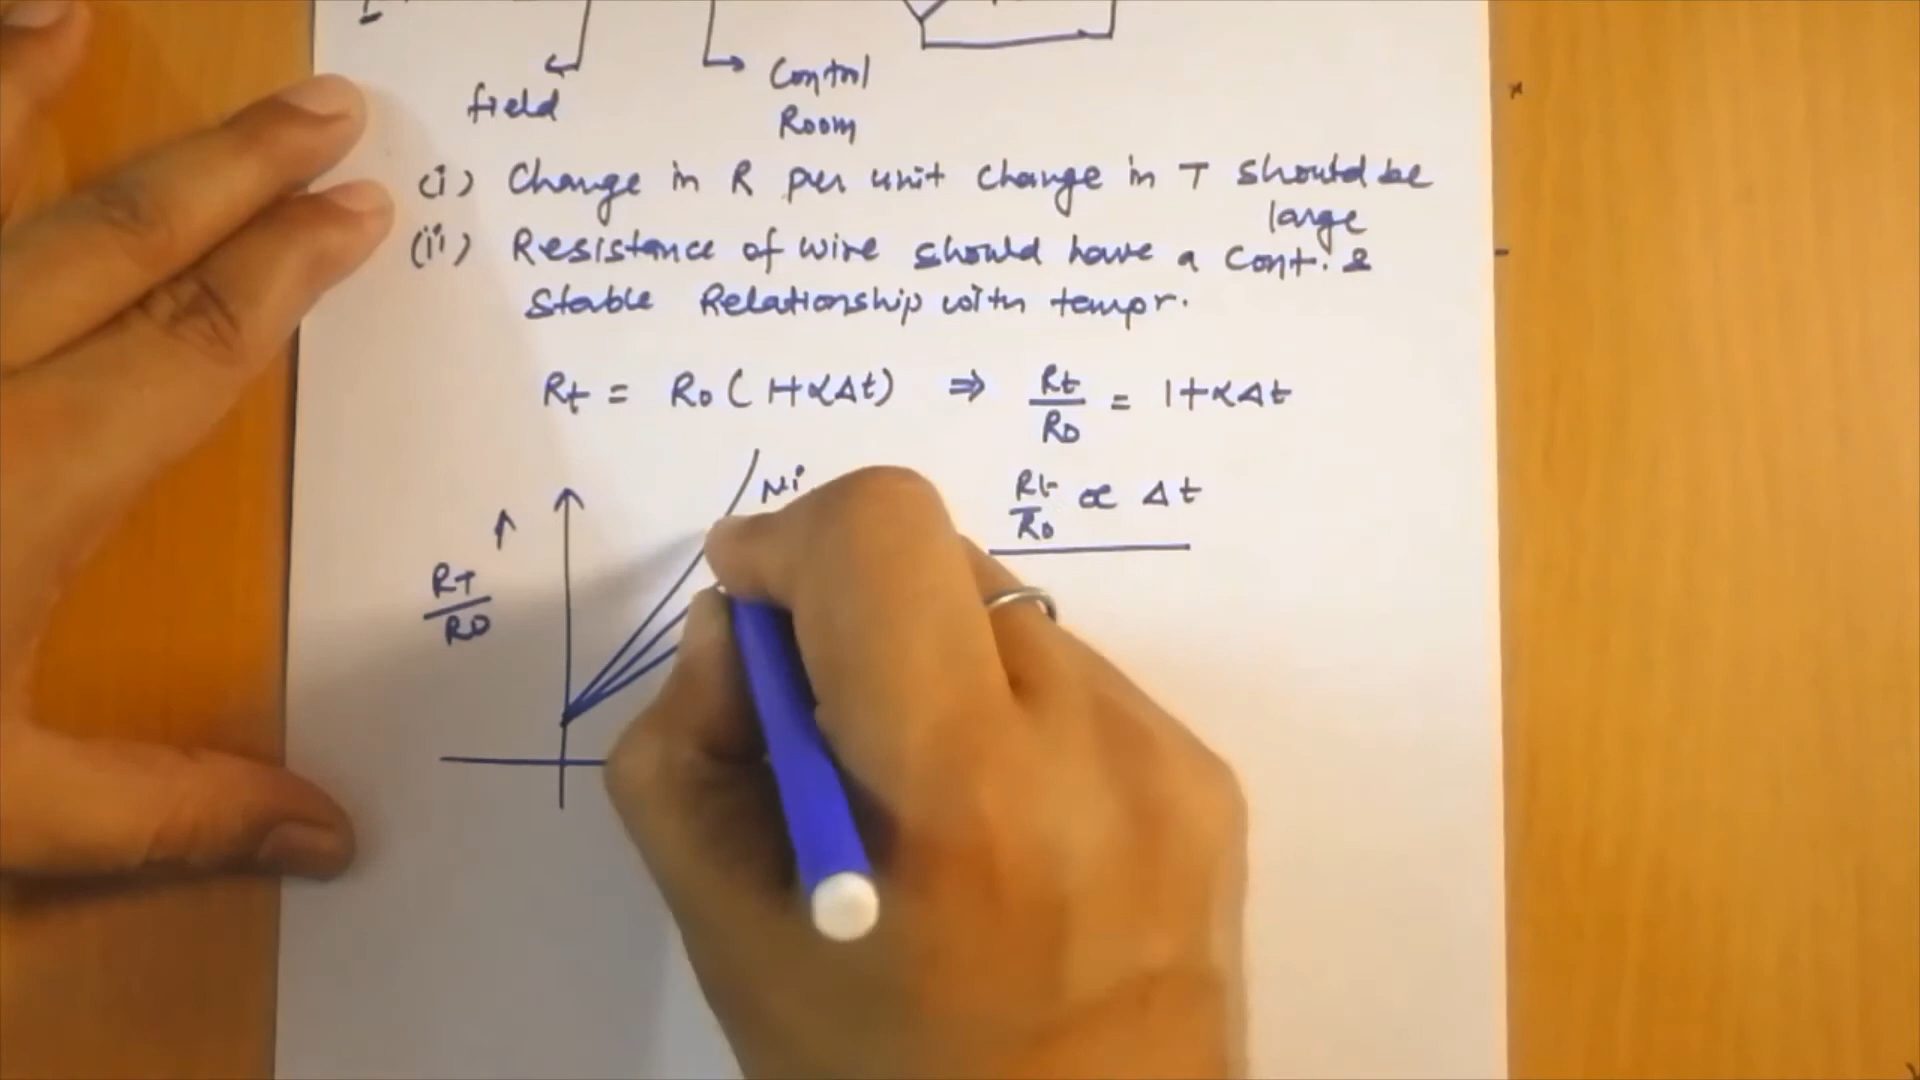 field
Control
Room
(i) Change in R per unit change in T should be
large
(ii) Resistance of wire should have a cont. &
stable Relationship with tempr.
Rt = R0 (1+αΔt) ⇒ Rt/R0 = 1+αΔt
Ni
Rt/R0 ∝ Δt
RT/R0 ↑